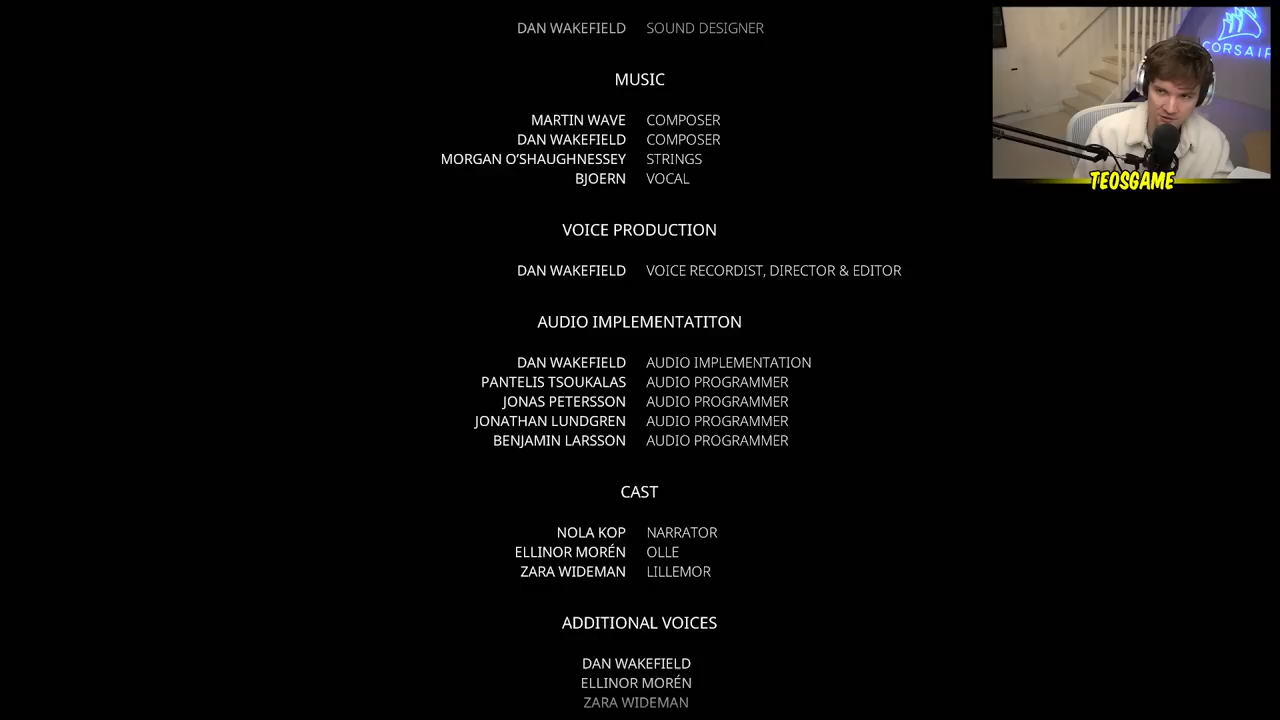 DAN WAKEFIELD SOUND DESIGNER
MUSIC
MARTIN WAVE COMPOSER
DAN WAKEFIELD COMPOSER
MORGAN O'SHAUGHNESSEY STRINGS
BJOERN VOCAL
VOICE PRODUCTION
DAN WAKEFIELD VOICE RECORDIST, DIRECTOR & EDITOR
AUDIO IMPLEMENTATITON
DAN WAKEFIELD AUDIO IMPLEMENTATION
PANTELIS TSOUKALAS AUDIO PROGRAMMER
JONAS PETERSSON AUDIO PROGRAMMER
JONATHAN LUNDGREN AUDIO PROGRAMMER
BENJAMIN LARSSON AUDIO PROGRAMMER
CAST
NOLA KOP NARRATOR
ELLINOR MORÉN OLLE
ZARA WIDEMAN LILLEMOR
ADDITIONAL VOICES
DAN WAKEFIELD
ELLINOR MORÉN
ZARA WIDEMAN
CORSAIR
TEOSGAME